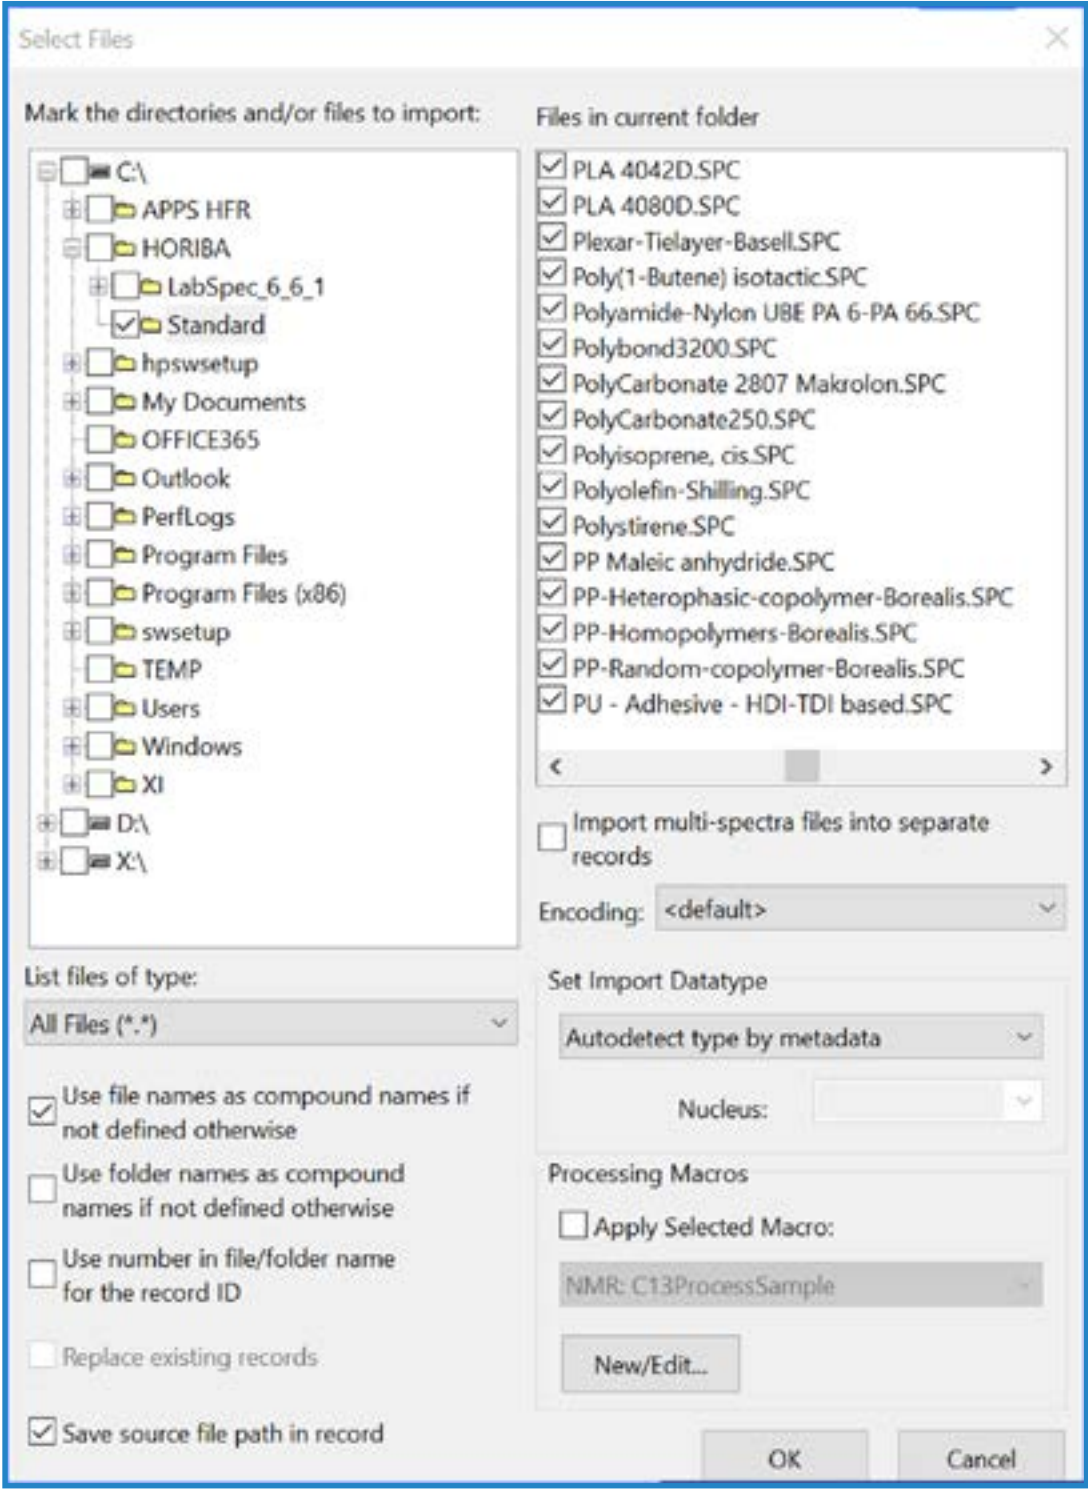 Select Files
Mark the directories and/or files to import:
C:\
APPS HFR
HORIBA
LabSpec_6_6_1
Standard
hpswsetup
My Documents
OFFICE365
Outlook
PerfLogs
Program Files
Program Files (x86)
swsetup
TEMP
Users
Windows
XI
D:\
X:\
List files of type:
All Files (*.*)
Use file names as compound names if
not defined otherwise
Use folder names as compound
names if not defined otherwise
Use number in file/folder name
for the record ID
Replace existing records
Save source file path in record
Files in current folder
PLA 4042D.SPC
PLA 4080D.SPC
Plexar-Tielayer-Basell.SPC
Poly(1-Butene) isotactic.SPC
Polyamide-Nylon UBE PA 6-PA 66.SPC
Polybond3200.SPC
PolyCarbonate 2807 Makrolon.SPC
PolyCarbonate250.SPC
Polyisoprene, cis.SPC
Polyolefin-Shilling.SPC
Polystirene.SPC
PP Maleic anhydride.SPC
PP-Heterophasic-copolymer-Borealis.SPC
PP-Homopolymers-Borealis.SPC
PP-Random-copolymer-Borealis.SPC
PU - Adhesive - HDI-TDI based.SPC
Import multi-spectra files into separate
records
Encoding: <default>
Set Import Datatype
Autodetect type by metadata
Nucleus:
Processing Macros
Apply Selected Macro:
NMR: C13ProcessSample
New/Edit...
OK Cancel